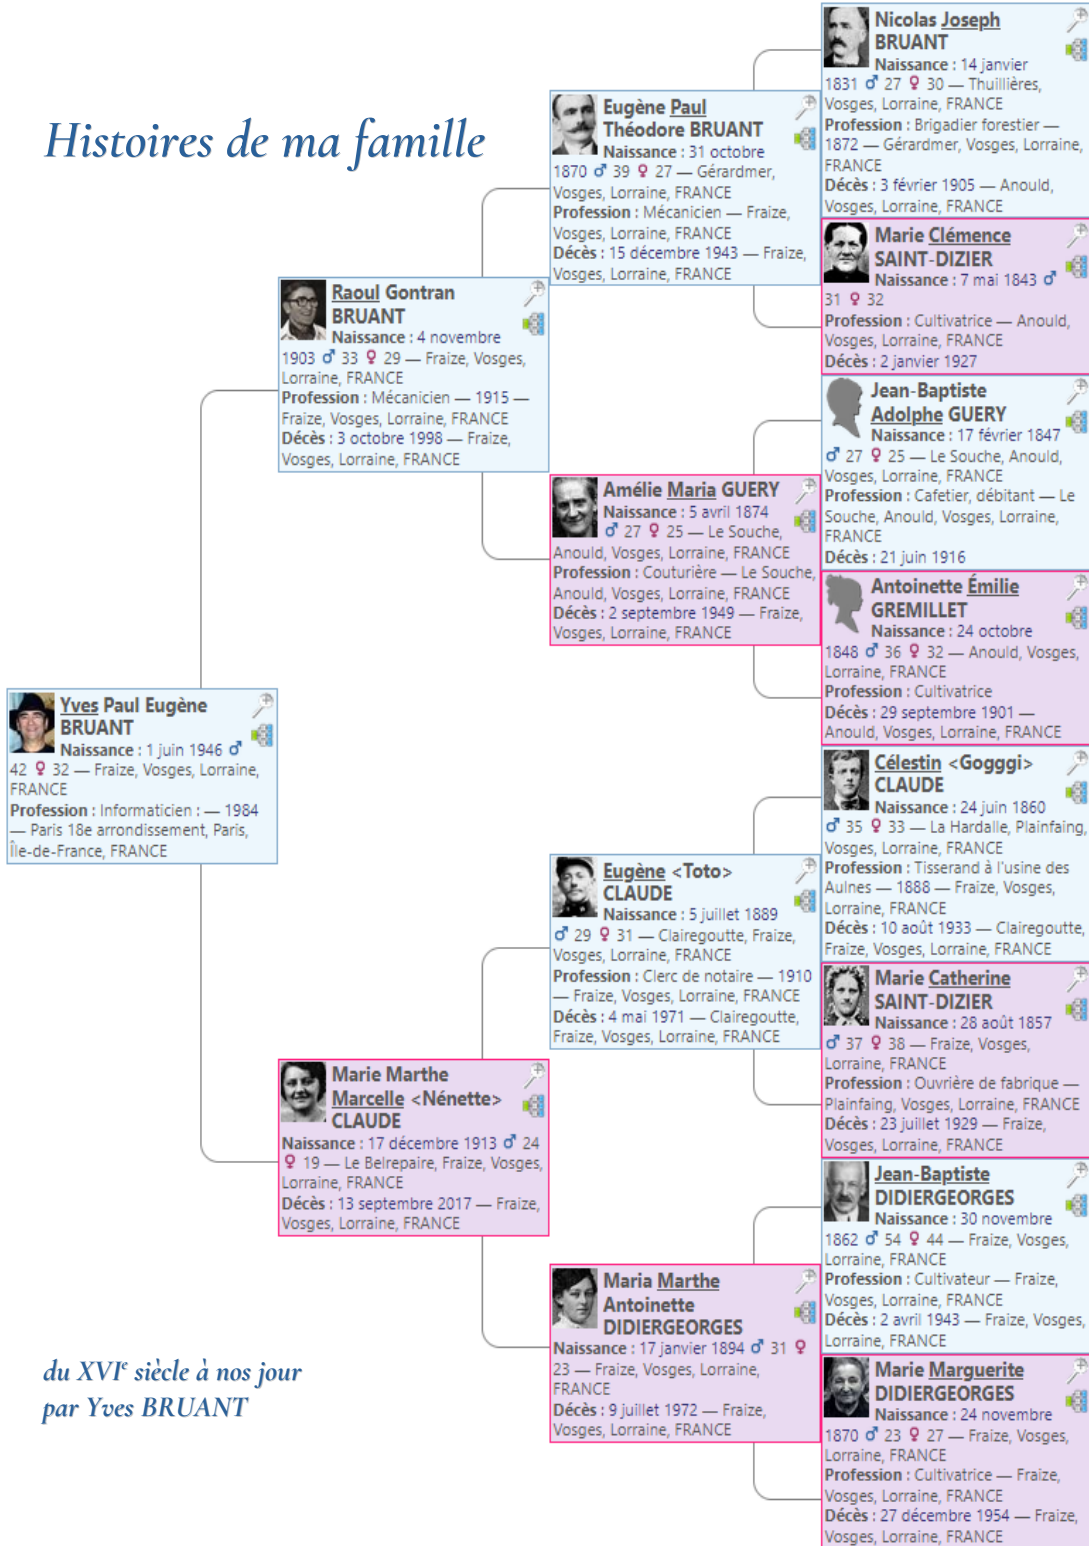 Histoires de ma famille
Yves Paul Eugène
BRUANT
Naissance : 1 juin 1946 ♂
42 ♀ 32 — Fraize, Vosges, Lorraine,
FRANCE
Profession : Informaticien : — 1984
— Paris 18e arrondissement, Paris,
Île-de-France, FRANCE
Raoul Gontran
BRUANT
Naissance : 4 novembre
1903 ♂ 33 ♀ 29 — Fraize, Vosges,
Lorraine, FRANCE
Profession : Mécanicien — 1915 —
Fraize, Vosges, Lorraine, FRANCE
Décès : 3 octobre 1998 — Fraize,
Vosges, Lorraine, FRANCE
Marie Marthe
Marcelle <Nénette>
CLAUDE
Naissance : 17 décembre 1913 ♂ 24
♀ 19 — Le Belrepaire, Fraize, Vosges,
Lorraine, FRANCE
Décès : 13 septembre 2017 — Fraize,
Vosges, Lorraine, FRANCE
Eugène Paul
Théodore BRUANT
Naissance : 31 octobre
1870 ♂ 39 ♀ 27 — Gérardmer,
Vosges, Lorraine, FRANCE
Profession : Mécanicien — Fraize,
Vosges, Lorraine, FRANCE
Décès : 15 décembre 1943 — Fraize,
Vosges, Lorraine, FRANCE
Amélie Maria GUERY
Naissance : 5 avril 1874
♂ 27 ♀ 25 — Le Souche,
Anould, Vosges, Lorraine, FRANCE
Profession : Couturière — Le Souche,
Anould, Vosges, Lorraine, FRANCE
Décès : 2 septembre 1949 — Fraize,
Vosges, Lorraine, FRANCE
Eugène <Toto>
CLAUDE
Naissance : 5 juillet 1889
♂ 29 ♀ 31 — Clairegoutte, Fraize,
Vosges, Lorraine, FRANCE
Profession : Clerc de notaire — 1910
— Fraize, Vosges, Lorraine, FRANCE
Décès : 4 mai 1971 — Clairegoutte,
Fraize, Vosges, Lorraine, FRANCE
Maria Marthe
Antoinette
DIDIERGEORGES
Naissance : 17 janvier 1894 ♂ 31 ♀
23 — Fraize, Vosges, Lorraine,
FRANCE
Décès : 9 juillet 1972 — Fraize,
Vosges, Lorraine, FRANCE
Nicolas Joseph
BRUANT
Naissance : 14 janvier
1831 ♂ 27 ♀ 30 — Thuillières,
Vosges, Lorraine, FRANCE
Profession : Brigadier forestier —
1872 — Gérardmer, Vosges, Lorraine,
FRANCE
Décès : 3 février 1905 — Anould,
Vosges, Lorraine, FRANCE
Marie Clémence
SAINT-DIZIER
Naissance : 7 mai 1843 ♂
31 ♀ 32
Profession : Cultivatrice — Anould,
Vosges, Lorraine, FRANCE
Décès : 2 janvier 1927
Jean-Baptiste
Adolphe GUERY
Naissance : 17 février 1847
♂ 27 ♀ 25 — Le Souche, Anould,
Vosges, Lorraine, FRANCE
Profession : Cafetier, débitant — Le
Souche, Anould, Vosges, Lorraine,
FRANCE
Décès : 21 juin 1916
Antoinette Émilie
GREMILLET
Naissance : 24 octobre
1848 ♂ 36 ♀ 32 — Anould, Vosges,
Lorraine, FRANCE
Profession : Cultivatrice
Décès : 29 septembre 1901 —
Anould, Vosges, Lorraine, FRANCE
Célestin <Gogggi>
CLAUDE
Naissance : 24 juin 1860
♂ 35 ♀ 33 — La Hardalle, Plainfaing,
Vosges, Lorraine, FRANCE
Profession : Tisserand à l'usine des
Aulnes — 1888 — Fraize, Vosges,
Lorraine, FRANCE
Décès : 10 août 1933 — Clairegoutte,
Fraize, Vosges, Lorraine, FRANCE
Marie Catherine
SAINT-DIZIER
Naissance : 28 août 1857
♂ 37 ♀ 38 — Fraize, Vosges,
Lorraine, FRANCE
Profession : Ouvrière de fabrique —
Plainfaing, Vosges, Lorraine, FRANCE
Décès : 23 juillet 1929 — Fraize,
Vosges, Lorraine, FRANCE
Jean-Baptiste
DIDIERGEORGES
Naissance : 30 novembre
1862 ♂ 54 ♀ 44 — Fraize, Vosges,
Lorraine, FRANCE
Profession : Cultivateur — Fraize,
Vosges, Lorraine, FRANCE
Décès : 2 avril 1943 — Fraize, Vosges,
Lorraine, FRANCE
Marie Marguerite
DIDIERGEORGES
Naissance : 24 novembre
1870 ♂ 23 ♀ 27 — Fraize, Vosges,
Lorraine, FRANCE
Profession : Cultivatrice — Fraize,
Vosges, Lorraine, FRANCE
Décès : 27 décembre 1954 — Fraize,
Vosges, Lorraine, FRANCE
du XVIe siècle à nos jour
par Yves BRUANT